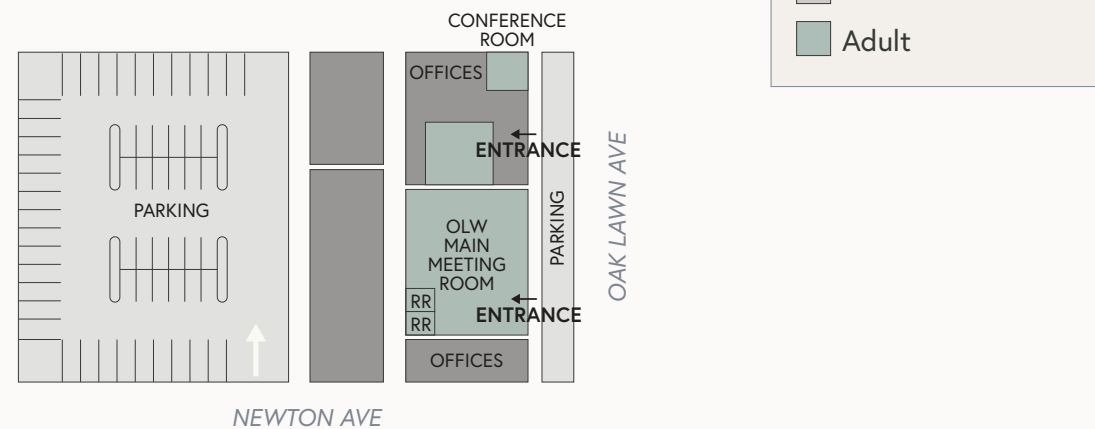 CONFERENCE
ROOM
Adult
OFFICES
ENTRANCE
PARKING
OLW
MAIN
MEETING
ROOM
PARKING
OAK LAWN AVE
RR
ENTRANCE
RR
OFFICES
NEWTON AVE